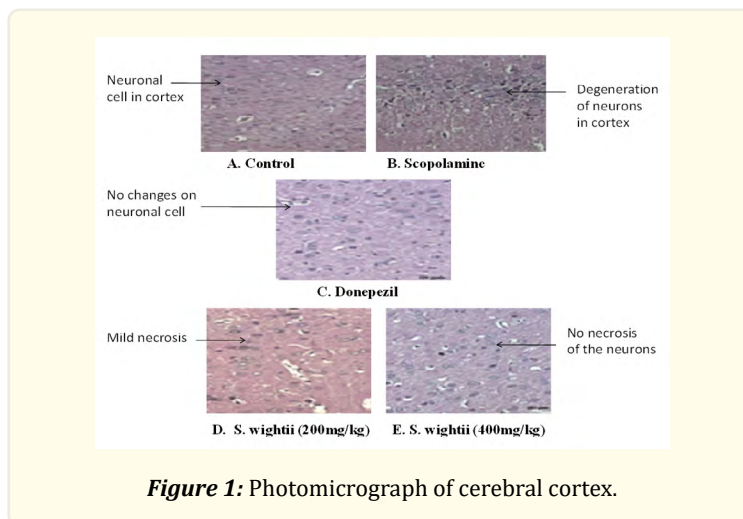 Neuronal
cell in cortex
Degeneration
of neurons
in cortex
A. Control
B. Scopolamine
No changes on
neuronal cell
C. Donepezil
Mild necrosis
No necrosis
of the neurons
D. S. wightii (200mg/kg)
E. S. wightii (400mg/kg)
Figure 1: Photomicrograph of cerebral cortex.